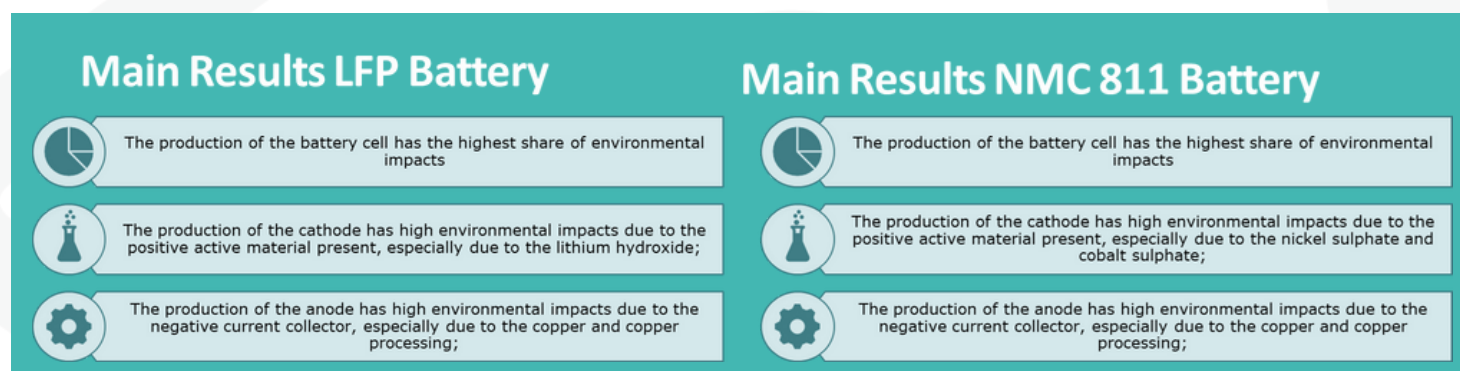 Main Results LFP Battery
The production of the battery cell has the highest share of environmental
impacts
The production of the cathode has high environmental impacts due to the
positive active material present, especially due to the lithium hydroxide;
The production of the anode has high environmental impacts due to the
negative current collector, especially due to the copper and copper
processing;
Main Results NMC 811 Battery
The production of the battery cell has the highest share of environmental
impacts
The production of the cathode has high environmental impacts due to the
positive active material present, especially due to the nickel sulphate and
cobalt sulphate;
The production of the anode has high environmental impacts due to the
negative current collector, especially due to the copper and copper
processing;